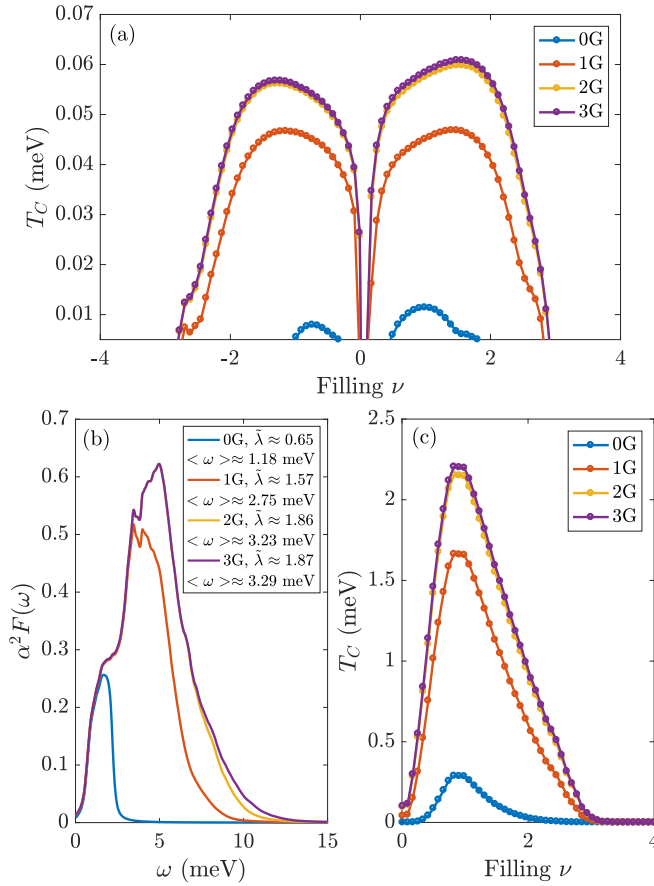 (a)
T_C (meV)
0.06
0.05
0.04
0.03
0.02
0.01
-4
-2
0
2
4
Filling ν
0G
1G
2G
3G
(b)
α²F(ω)
0.7
0.6
0.5
0.4
0.3
0.2
0.1
0
0
5
10
15
ω (meV)
0G, λ̃ ≈ 0.65
< ω >≈ 1.18 meV
1G, λ̃ ≈ 1.57
< ω >≈ 2.75 meV
2G, λ̃ ≈ 1.86
< ω >≈ 3.23 meV
3G, λ̃ ≈ 1.87
< ω >≈ 3.29 meV
(c)
T_C (meV)
2.5
2
1.5
1
0.5
0
0
2
4
Filling ν
0G
1G
2G
3G